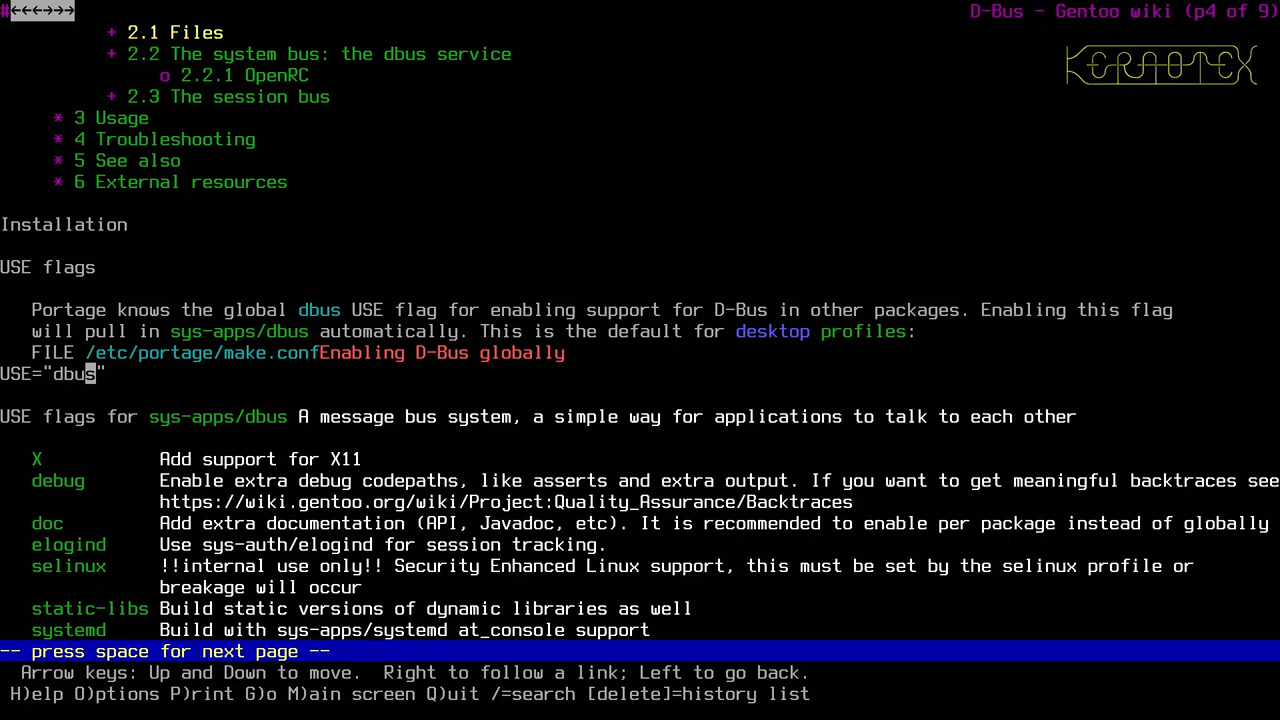 #←←←→→→ D-Bus - Gentoo wiki (p4 of 9)
KERNOTEX
+ 2.1 Files
+ 2.2 The system bus: the dbus service
o 2.2.1 OpenRC
+ 2.3 The session bus
* 3 Usage
* 4 Troubleshooting
* 5 See also
* 6 External resources
Installation
USE flags
Portage knows the global dbus USE flag for enabling support for D-Bus in other packages. Enabling this flag
will pull in sys-apps/dbus automatically. This is the default for desktop profiles:
FILE /etc/portage/make.confEnabling D-Bus globally
USE="dbus"
USE flags for sys-apps/dbus A message bus system, a simple way for applications to talk to each other
X Add support for X11
debug Enable extra debug codepaths, like asserts and extra output. If you want to get meaningful backtraces see
https://wiki.gentoo.org/wiki/Project:Quality_Assurance/Backtraces
doc Add extra documentation (API, Javadoc, etc). It is recommended to enable per package instead of globally
elogind Use sys-auth/elogind for session tracking.
selinux !!internal use only!! Security Enhanced Linux support, this must be set by the selinux profile or
breakage will occur
static-libs Build static versions of dynamic libraries as well
systemd Build with sys-apps/systemd at_console support
-- press space for next page --
Arrow keys: Up and Down to move. Right to follow a link; Left to go back.
H)elp O)ptions P)rint G)o M)ain screen Q)uit /=search [delete]=history list